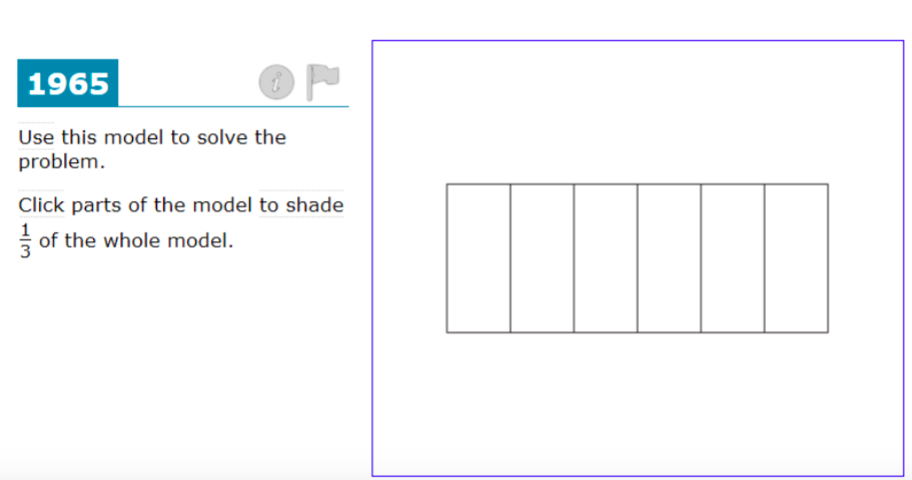 1965
i
Use this model to solve the
problem.
Click parts of the model to shade
1/3 of the whole model.